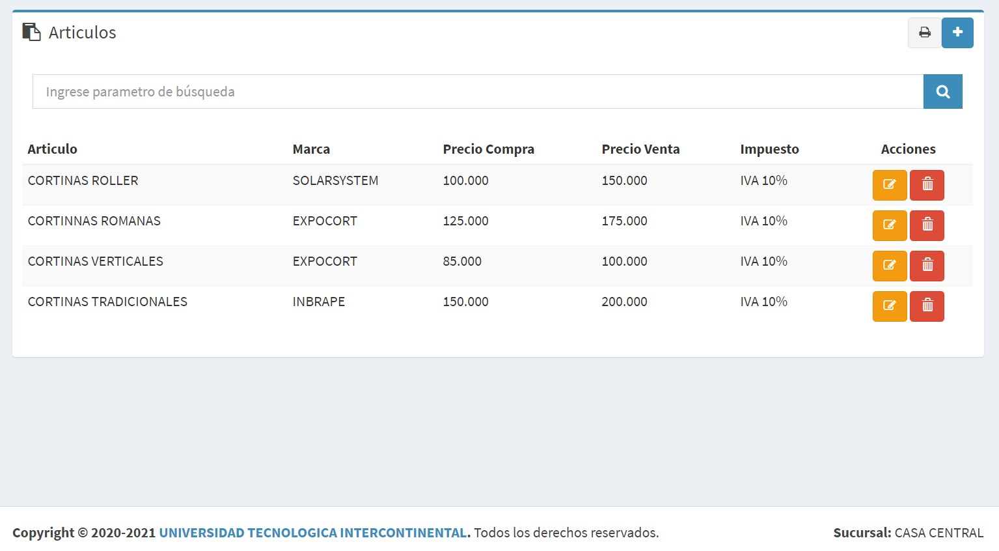 Articulos
Ingrese parametro de búsqueda
Articulo Marca Precio Compra Precio Venta Impuesto Acciones
CORTINAS ROLLER SOLARSYSTEM 100.000 150.000 IVA 10%
CORTINNAS ROMANAS EXPOCORT 125.000 175.000 IVA 10%
CORTINAS VERTICALES EXPOCORT 85.000 100.000 IVA 10%
CORTINAS TRADICIONALES INBRAPE 150.000 200.000 IVA 10%
Copyright © 2020-2021 UNIVERSIDAD TECNOLOGICA INTERCONTINENTAL. Todos los derechos reservados. Sucursal: CASA CENTRAL